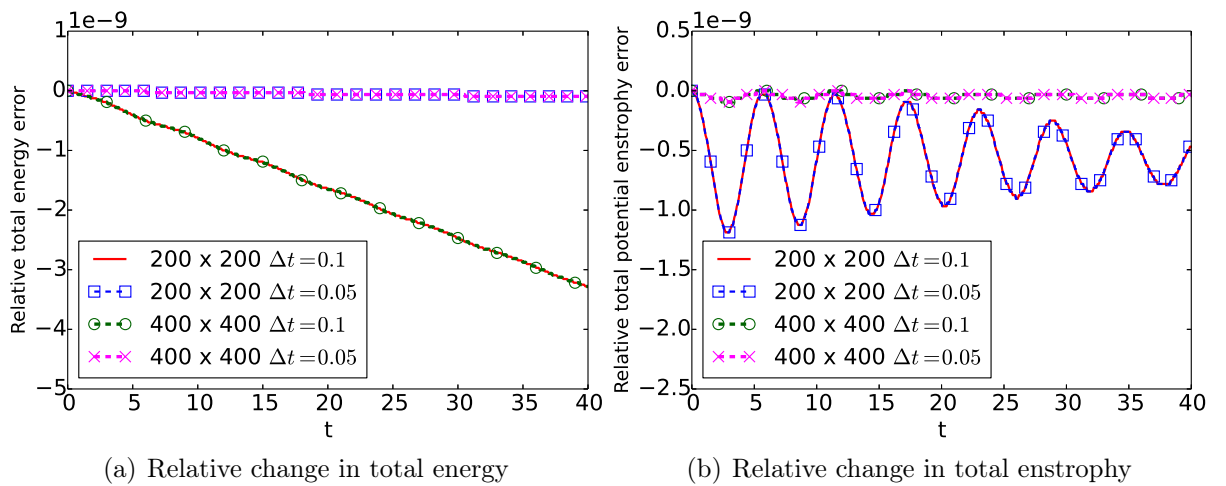 1e−9
1
0
−1
−2
−3
−4
−5
0 5 10 15 20 25 30 35 40
t
Relative total energy error
200 x 200 Δt=0.1
200 x 200 Δt=0.05
400 x 400 Δt=0.1
400 x 400 Δt=0.05
(a) Relative change in total energy
1e−9
0.5
0.0
−0.5
−1.0
−1.5
−2.0
−2.5
0 5 10 15 20 25 30 35 40
t
Relative total potential enstrophy error
200 x 200 Δt=0.1
200 x 200 Δt=0.05
400 x 400 Δt=0.1
400 x 400 Δt=0.05
(b) Relative change in total enstrophy